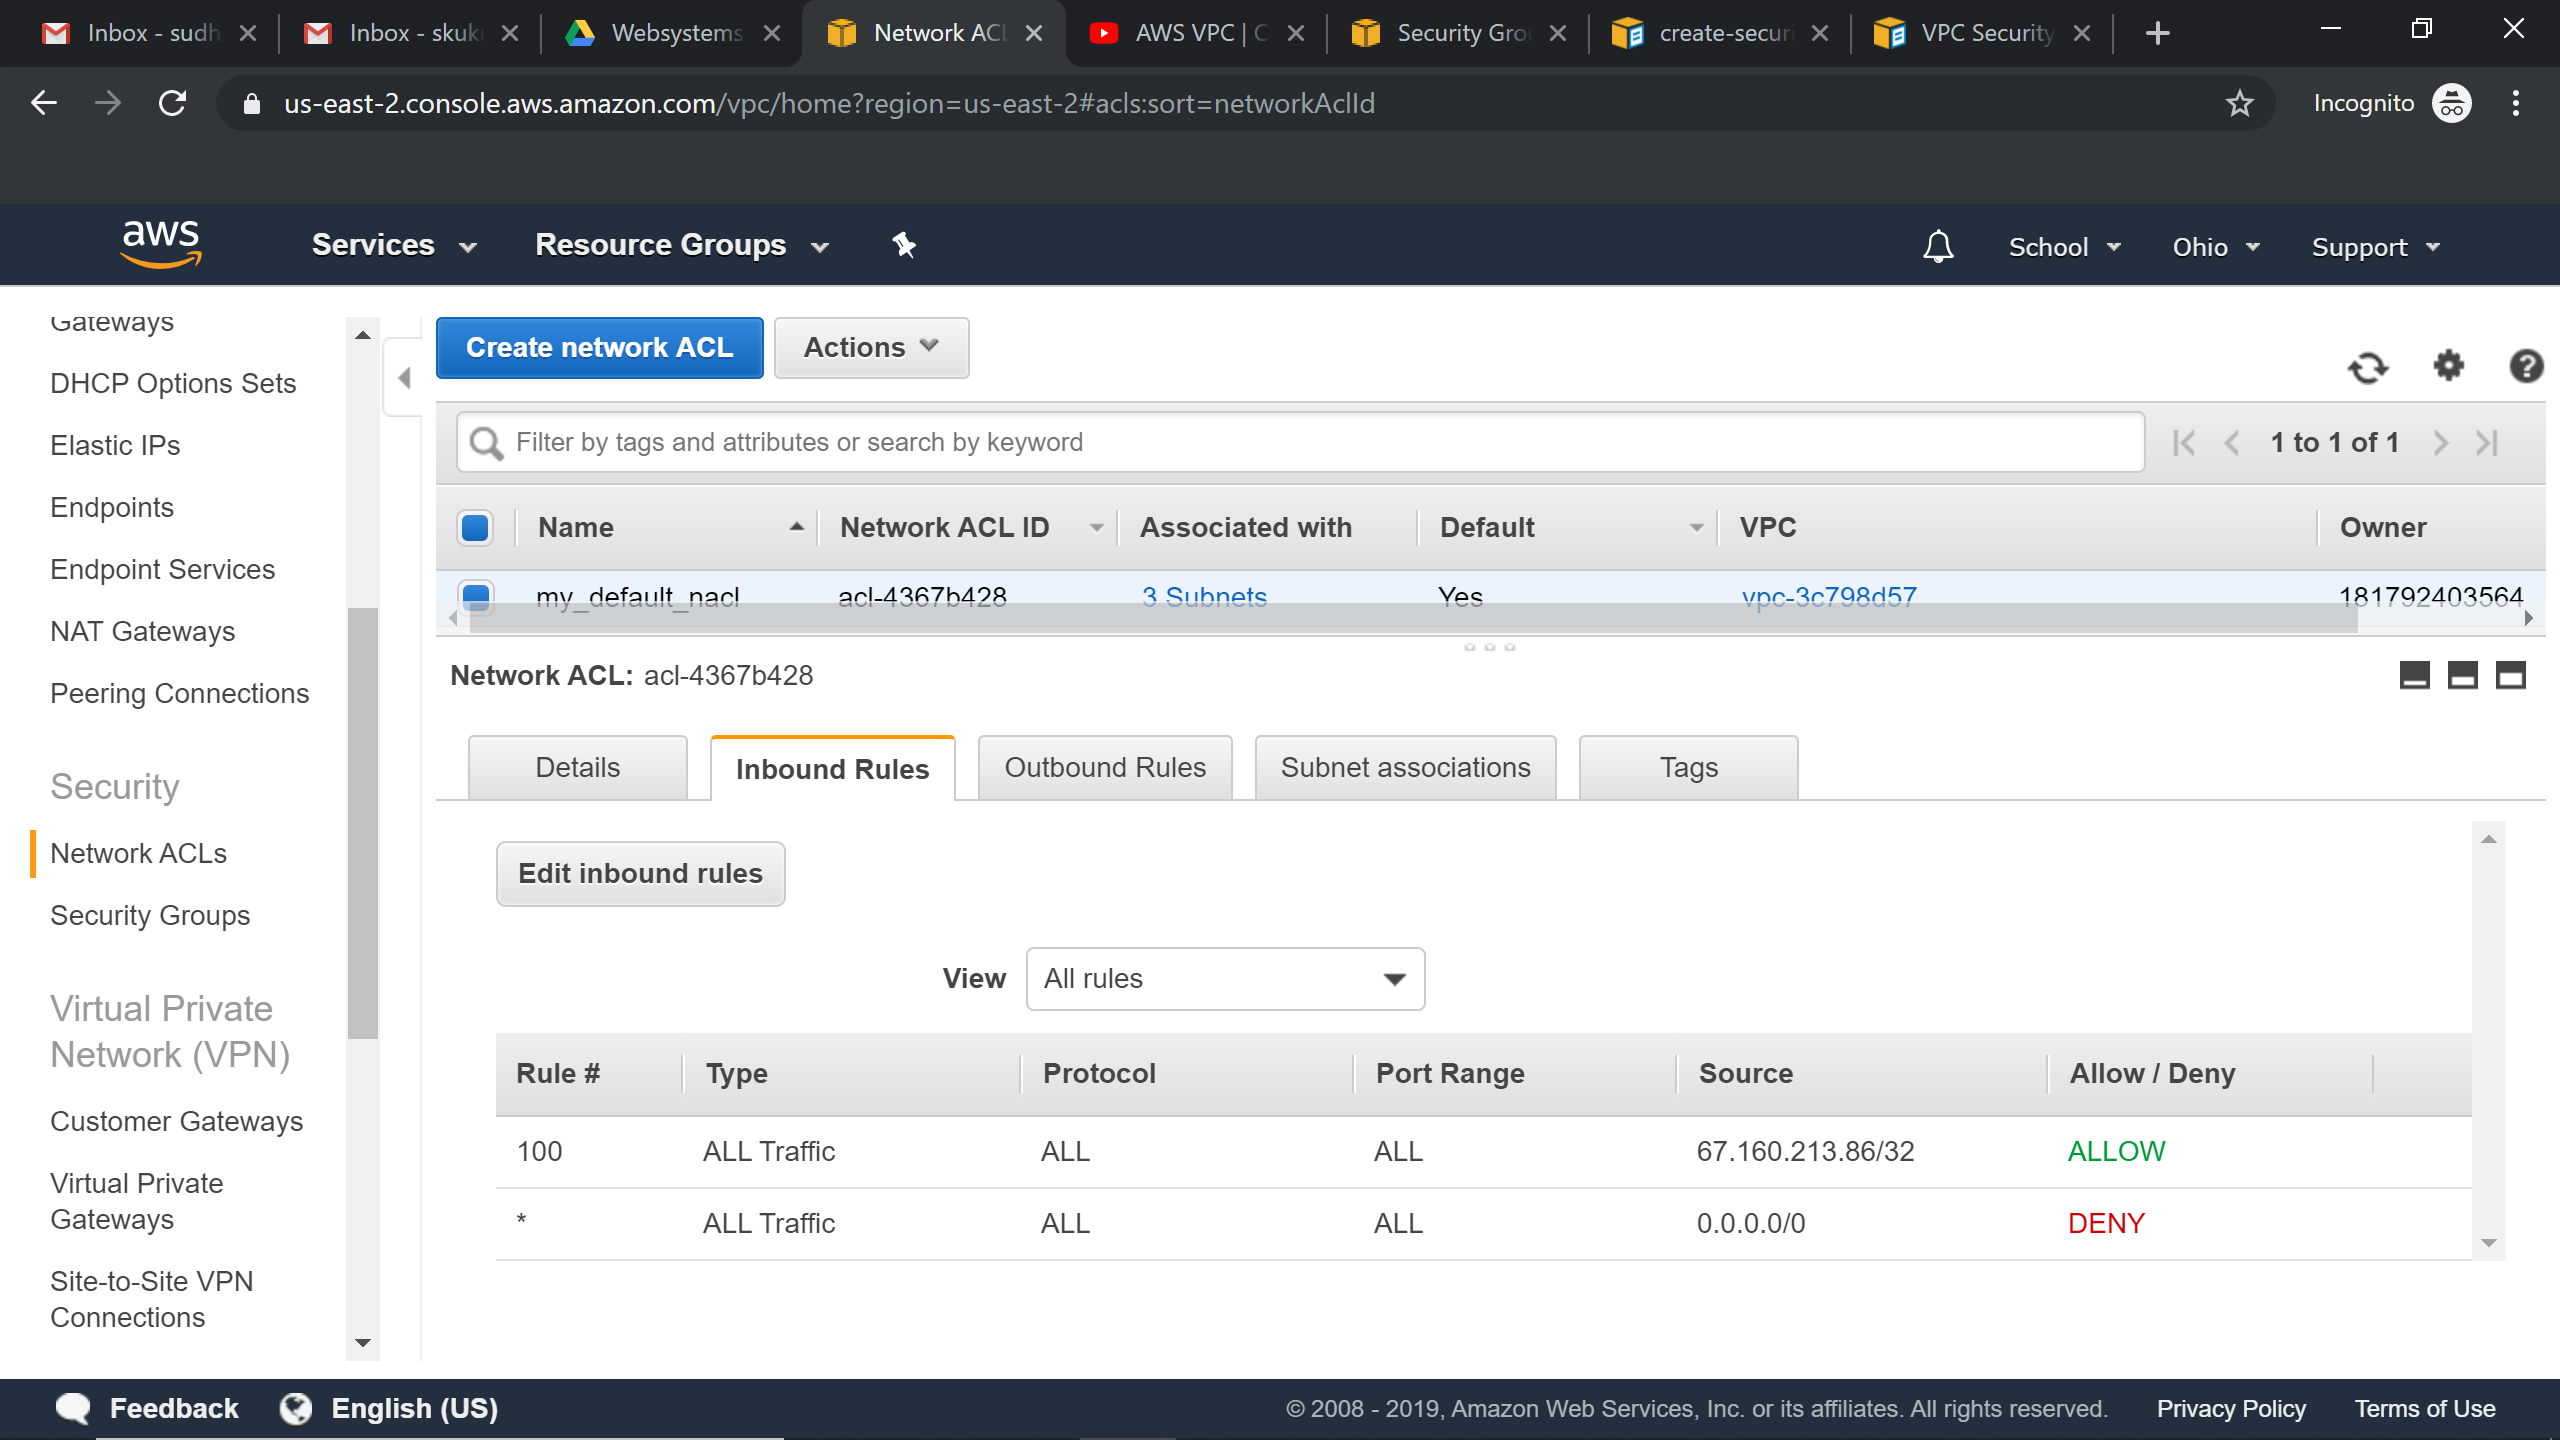 Inbox - sudh
Inbox - skuk
Websystems
Network ACL
AWS VPC | C
Security Gro
create-securi
VPC Security
us-east-2.console.aws.amazon.com/vpc/home?region=us-east-2#acls:sort=networkAclId
Incognito
aws
Services
Resource Groups
School
Ohio
Support
Gateways
DHCP Options Sets
Elastic IPs
Endpoints
Endpoint Services
NAT Gateways
Peering Connections
Security
Network ACLs
Security Groups
Virtual Private
Network (VPN)
Customer Gateways
Virtual Private
Gateways
Site-to-Site VPN
Connections
Create network ACL
Actions
Filter by tags and attributes or search by keyword
1 to 1 of 1
Name Network ACL ID Associated with Default VPC Owner
my_default_nacl acl-4367b428 3 Subnets Yes vpc-3c798d57 181792403564
Network ACL: acl-4367b428
Details
Inbound Rules
Outbound Rules
Subnet associations
Tags
Edit inbound rules
View All rules
Rule # Type Protocol Port Range Source Allow / Deny
100 ALL Traffic ALL ALL 67.160.213.86/32 ALLOW
* ALL Traffic ALL ALL 0.0.0.0/0 DENY
Feedback
English (US)
© 2008 - 2019, Amazon Web Services, Inc. or its affiliates. All rights reserved.
Privacy Policy
Terms of Use